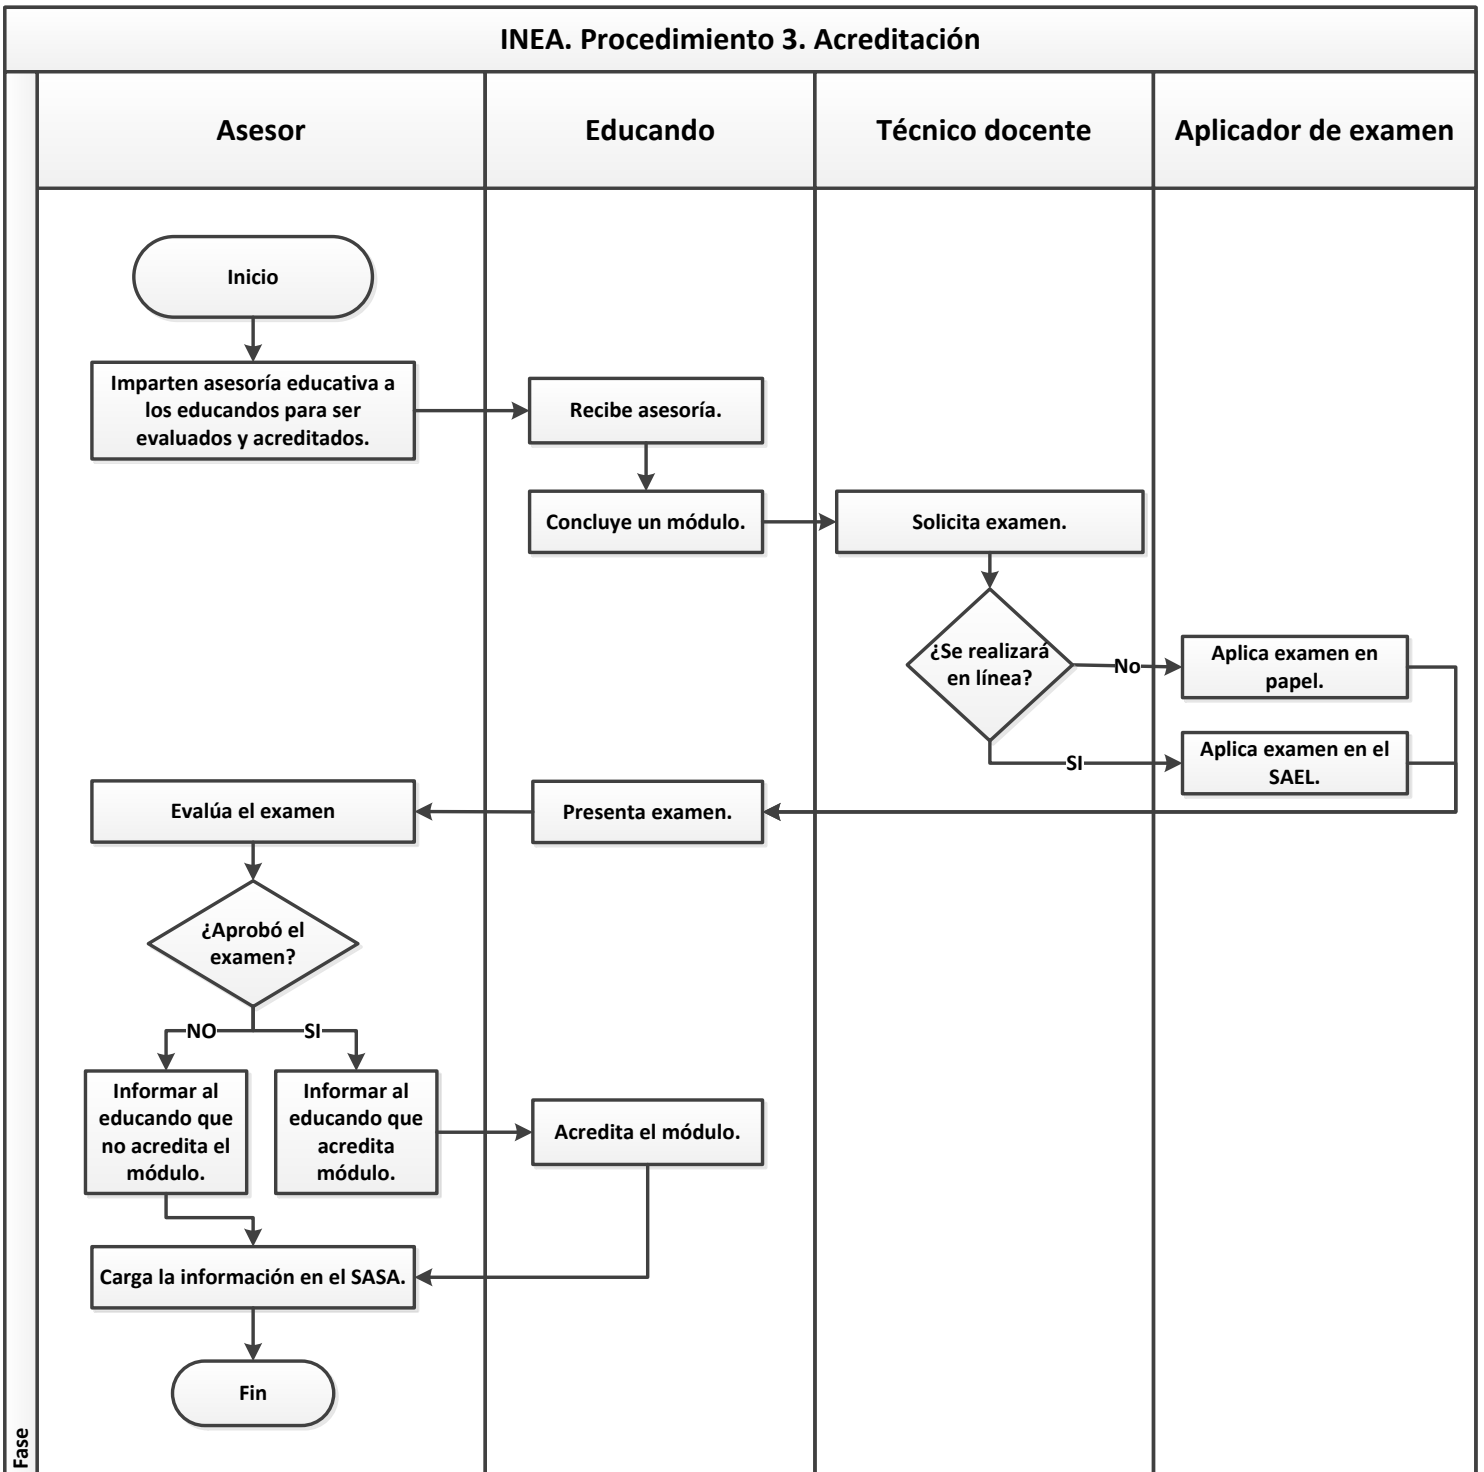 INEA. Procedimiento 3. Acreditación
Asesor
Educando
Técnico docente
Aplicador de examen
Inicio
Imparten asesoría educativa a
los educandos para ser
evaluados y acreditados.
Recibe asesoría.
Concluye un módulo.
Solicita examen.
¿Se realizará
en línea?
No
Aplica examen en
papel.
SI
Aplica examen en el
SAEL.
Presenta examen.
Evalúa el examen
¿Aprobó el
examen?
NO
SI
Informar al
educando que
no acredita el
módulo.
Informar al
educando que
acredita
módulo.
Acredita el módulo.
Carga la información en el SASA.
Fin
Fase